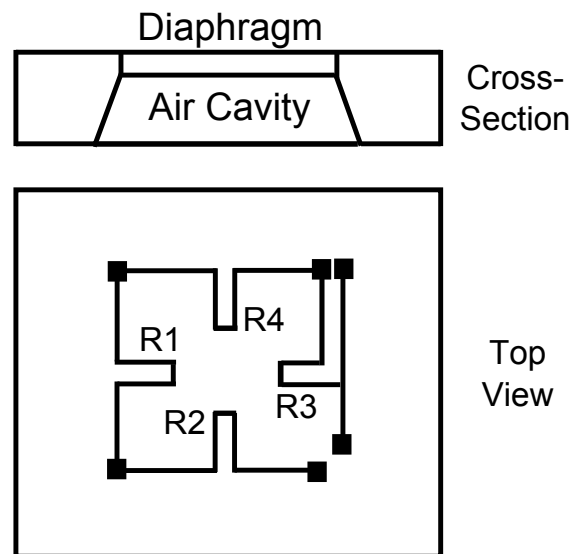 Diaphragm
Air Cavity
Cross-
Section
R1
R4
R3
R2
Top
View